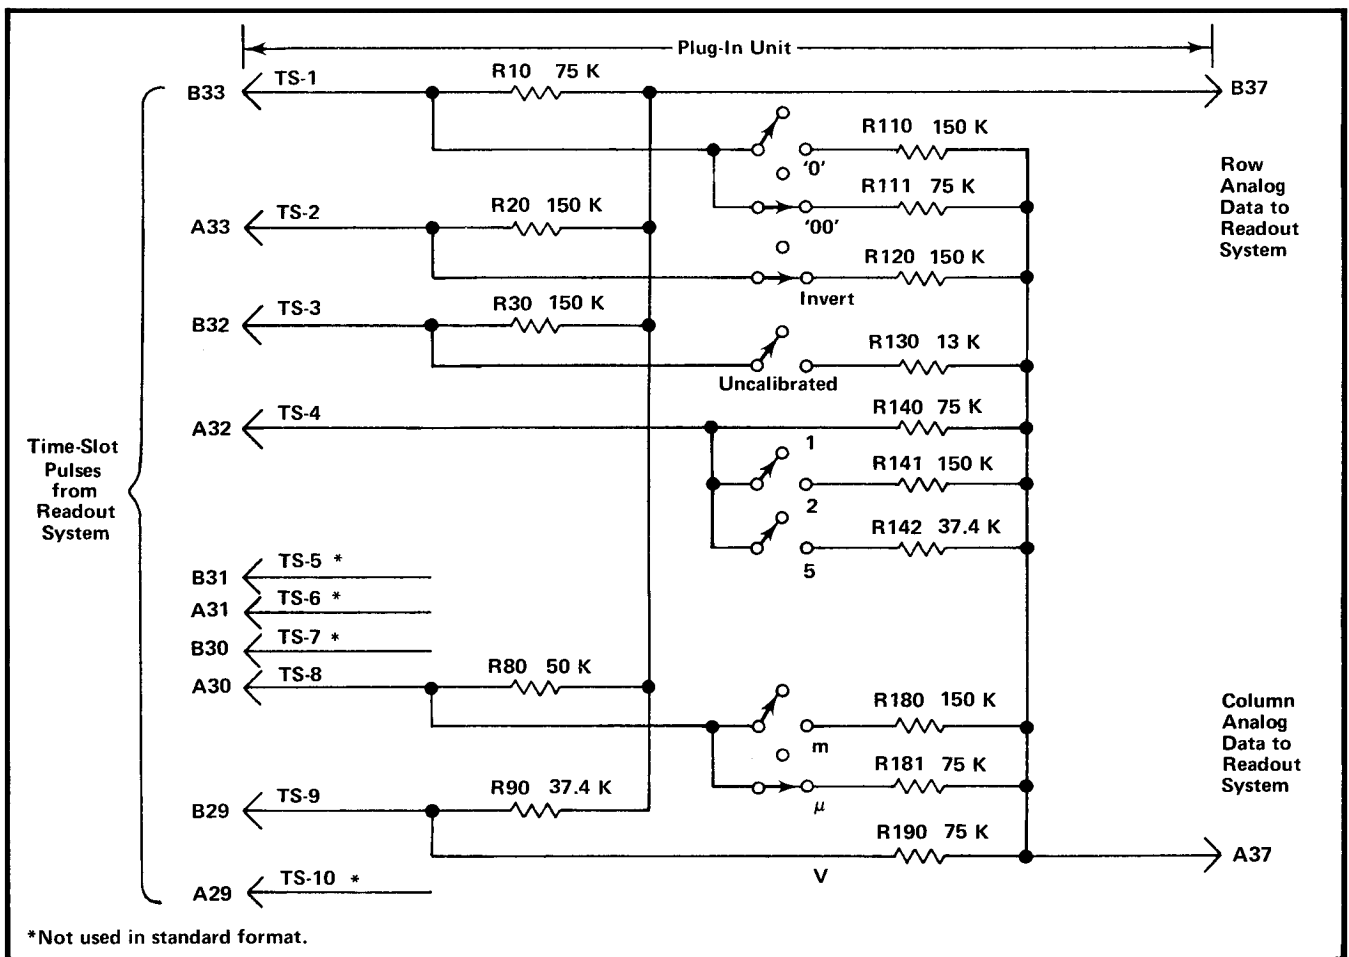 Plug-In Unit
B33 TS-1 R10 75 K B37
R110 150 K
'0'
Row
Analog
Data to
Readout
System
R111 75 K
'00'
A33 TS-2 R20 150 K
R120 150 K
Invert
B32 TS-3 R30 150 K
R130 13 K
Uncalibrated
A32 TS-4 R140 75 K
1
R141 150 K
2
R142 37.4 K
5
Time-Slot
Pulses
from
Readout
System
B31 TS-5 *
A31 TS-6 *
B30 TS-7 *
A30 TS-8 R80 50 K
R180 150 K
m
Column
Analog
Data to
Readout
System
R181 75 K
μ
B29 TS-9 R90 37.4 K
R190 75 K
V
A37
A29 TS-10 *
*Not used in standard format.